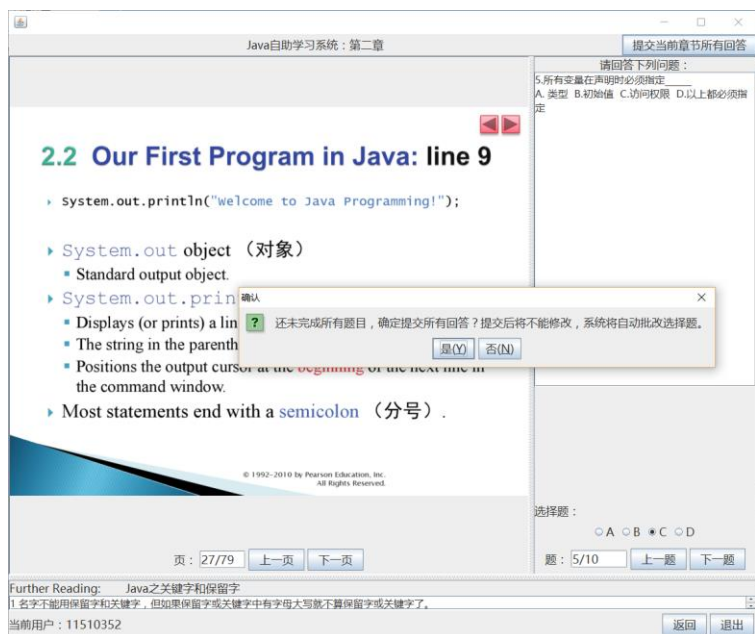 Java自助学习系统：第二章
提交当前章节所有回答
请回答下列问题：
5.所有变量在声明时必须指定_____
A. 类型 B.初始值 C.访问权限 D.以上都必须指
定
2.2 Our First Program in Java: line 9
System.out.println("Welcome to Java Programming!");
System.out object （对象）
Standard output object.
System.out.prin
Displays (or prints) a lin
The string in the parenth
Positions the output cursor at the beginning of the next line in
the command window.
Most statements end with a semicolon （分号）.
© 1992-2010 by Pearson Education, Inc.
All Rights Reserved.
确认
还未完成所有题目，确定提交所有回答？提交后将不能修改，系统将自动批改选择题。
是(Y) 否(N)
选择题：
A B C D
页： 27/79 上一页 下一页
题： 5/10 上一题 下一题
Further Reading: Java之关键字和保留字
1 名字不能用保留字和关键字，但如果保留字或关键字中有字母大写就不算保留字或关键字了。
当前用户：11510352
返回 退出